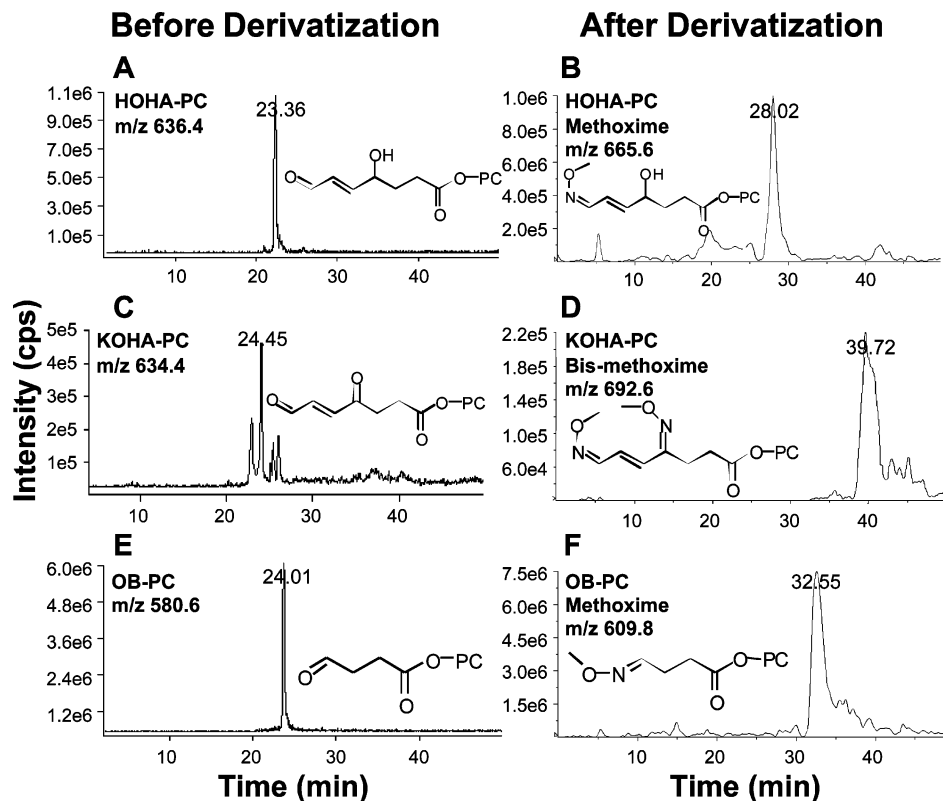 Before Derivatization
After Derivatization
A
HOHA-PC
m/z 636.4
23.36
1.1e6
9.0e5
7.0e5
5.0e5
3.0e5
1.0e5
O
OH
O
O
PC
10
20
30
40
B
HOHA-PC
Methoxime
m/z 665.6
28.02
1.0e6
8.0e5
6.0e5
4.0e5
2.0e5
O
N
OH
O
O
PC
10
20
30
40
Intensity (cps)
C
KOHA-PC
m/z 634.4
24.45
5e5
4e5
3e5
2e5
1e5
O
O
O
O
PC
10
20
30
40
D
KOHA-PC
Bis-methoxime
m/z 692.6
39.72
2.2e5
1.8e5
1.4e5
1.0e5
6.0e4
O
N
O
N
O
O
PC
10
20
30
40
E
OB-PC
m/z 580.6
24.01
6.0e6
4.8e6
3.6e6
2.4e6
1.2e6
O
O
O
PC
10
20
30
40
Time (min)
F
OB-PC
Methoxime
m/z 609.8
32.55
7.5e6
6.0e6
4.5e6
3.0e6
1.5e6
O
N
O
O
PC
10
20
30
40
Time (min)